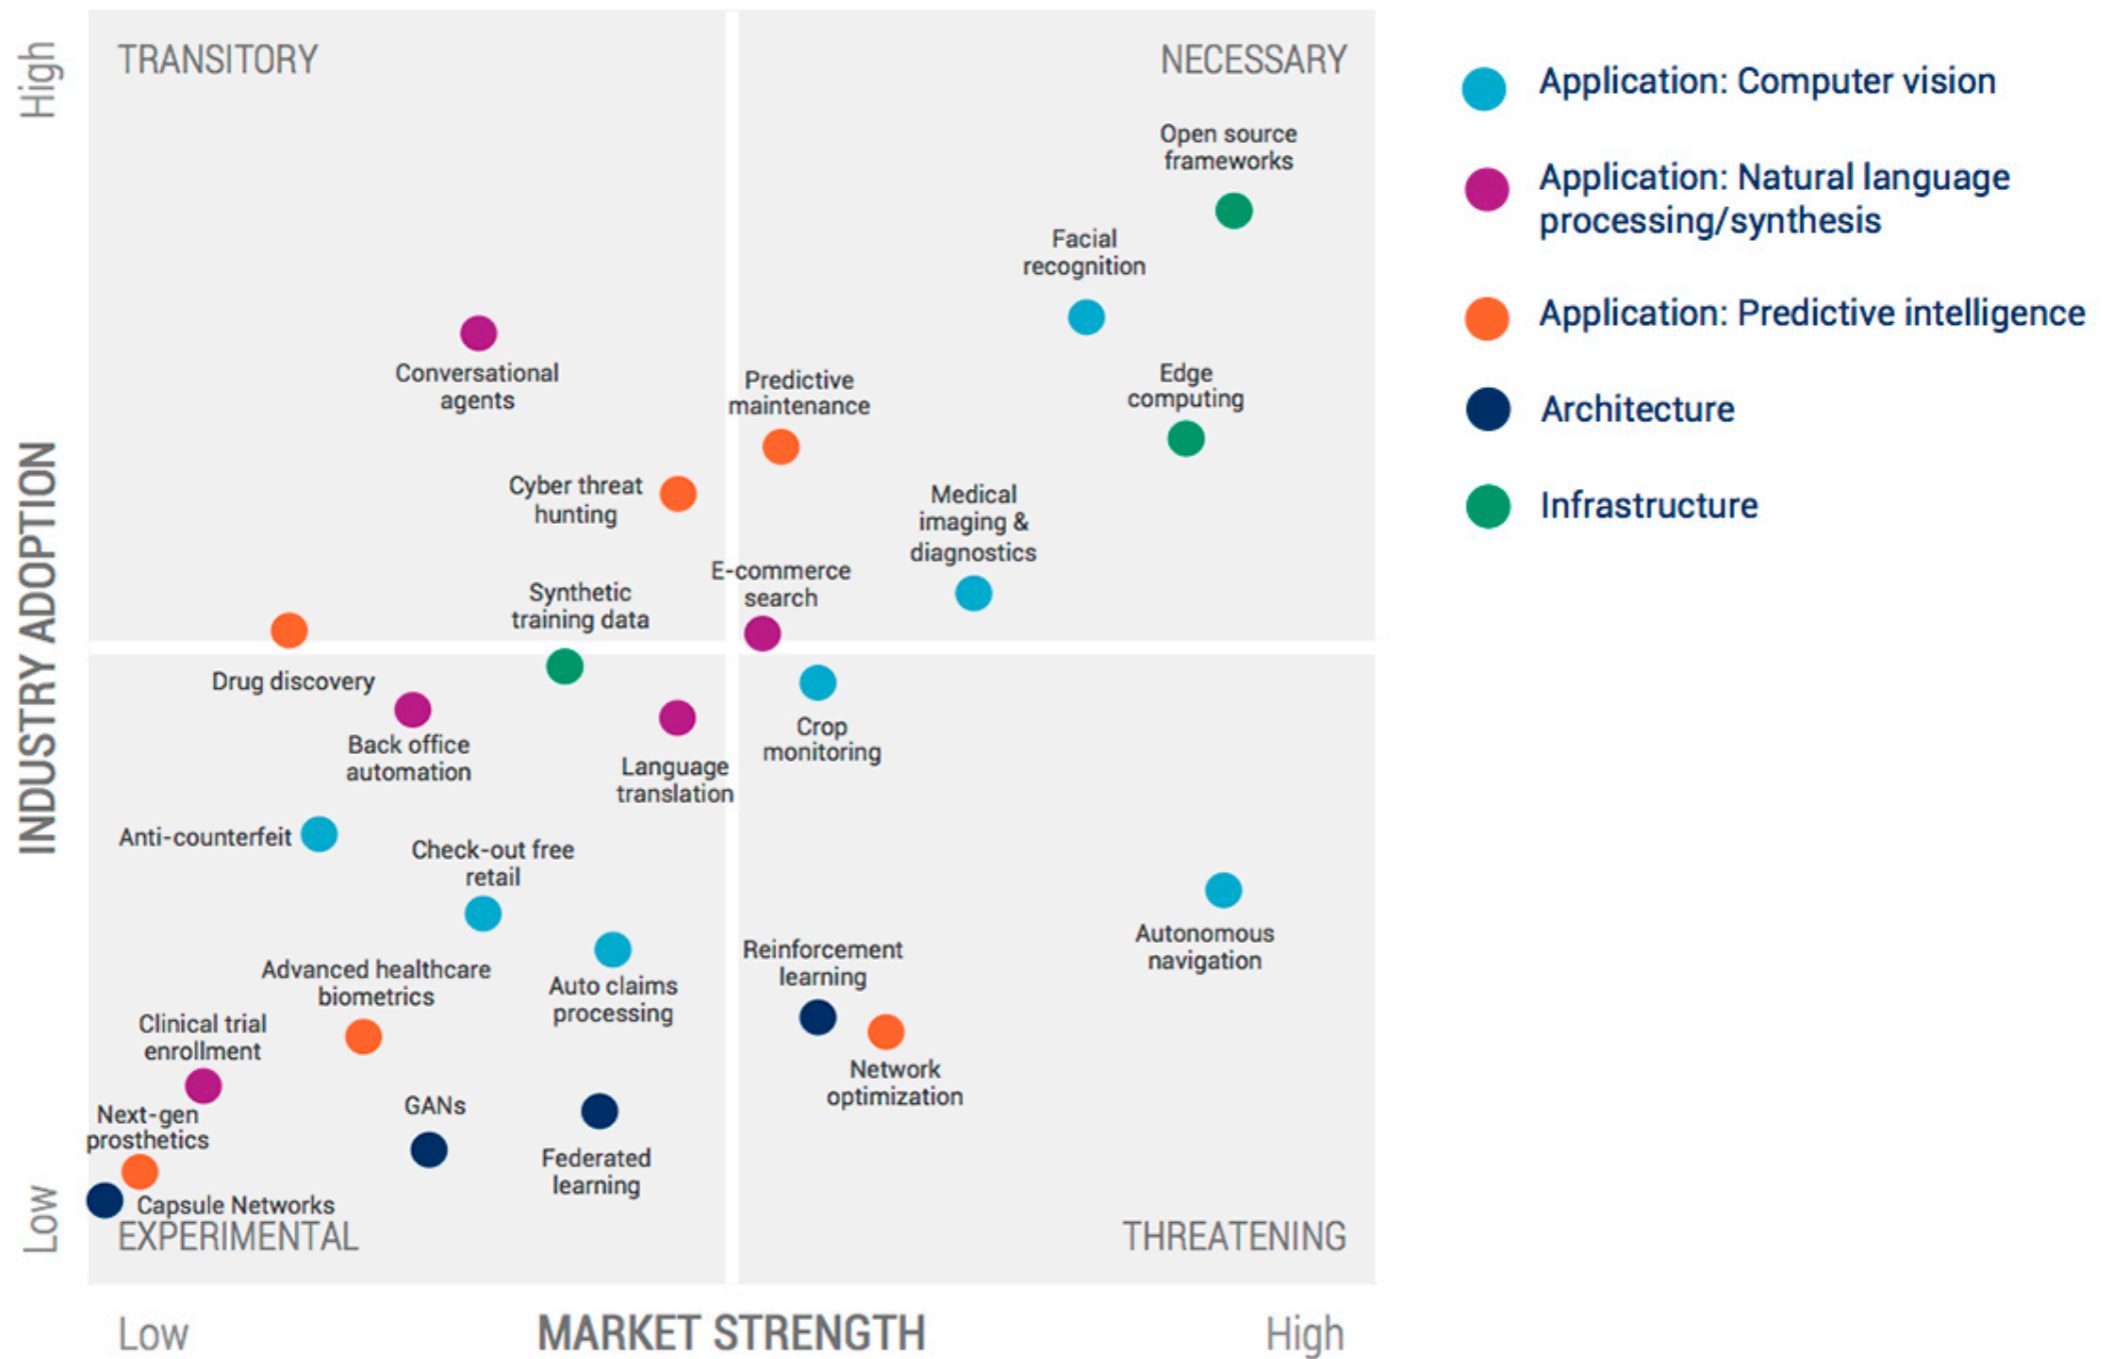 High
TRANSITORY
NECESSARY
Open source
frameworks
Facial
recognition
Conversational
agents
Predictive
maintenance
Edge
computing
Cyber threat
hunting
Medical
imaging &
diagnostics
E-commerce
search
Synthetic
training data
Drug discovery
Back office
automation
Language
translation
Crop
monitoring
Anti-counterfeit
Check-out free
retail
Autonomous
navigation
Reinforcement
learning
Advanced healthcare
biometrics
Auto claims
processing
Clinical trial
enrollment
Network
optimization
GANs
Next-gen
prosthetics
Federated
learning
Capsule Networks
EXPERIMENTAL
THREATENING
INDUSTRY ADOPTION
Low
Low
MARKET STRENGTH
High
Application: Computer vision
Application: Natural language
processing/synthesis
Application: Predictive intelligence
Architecture
Infrastructure